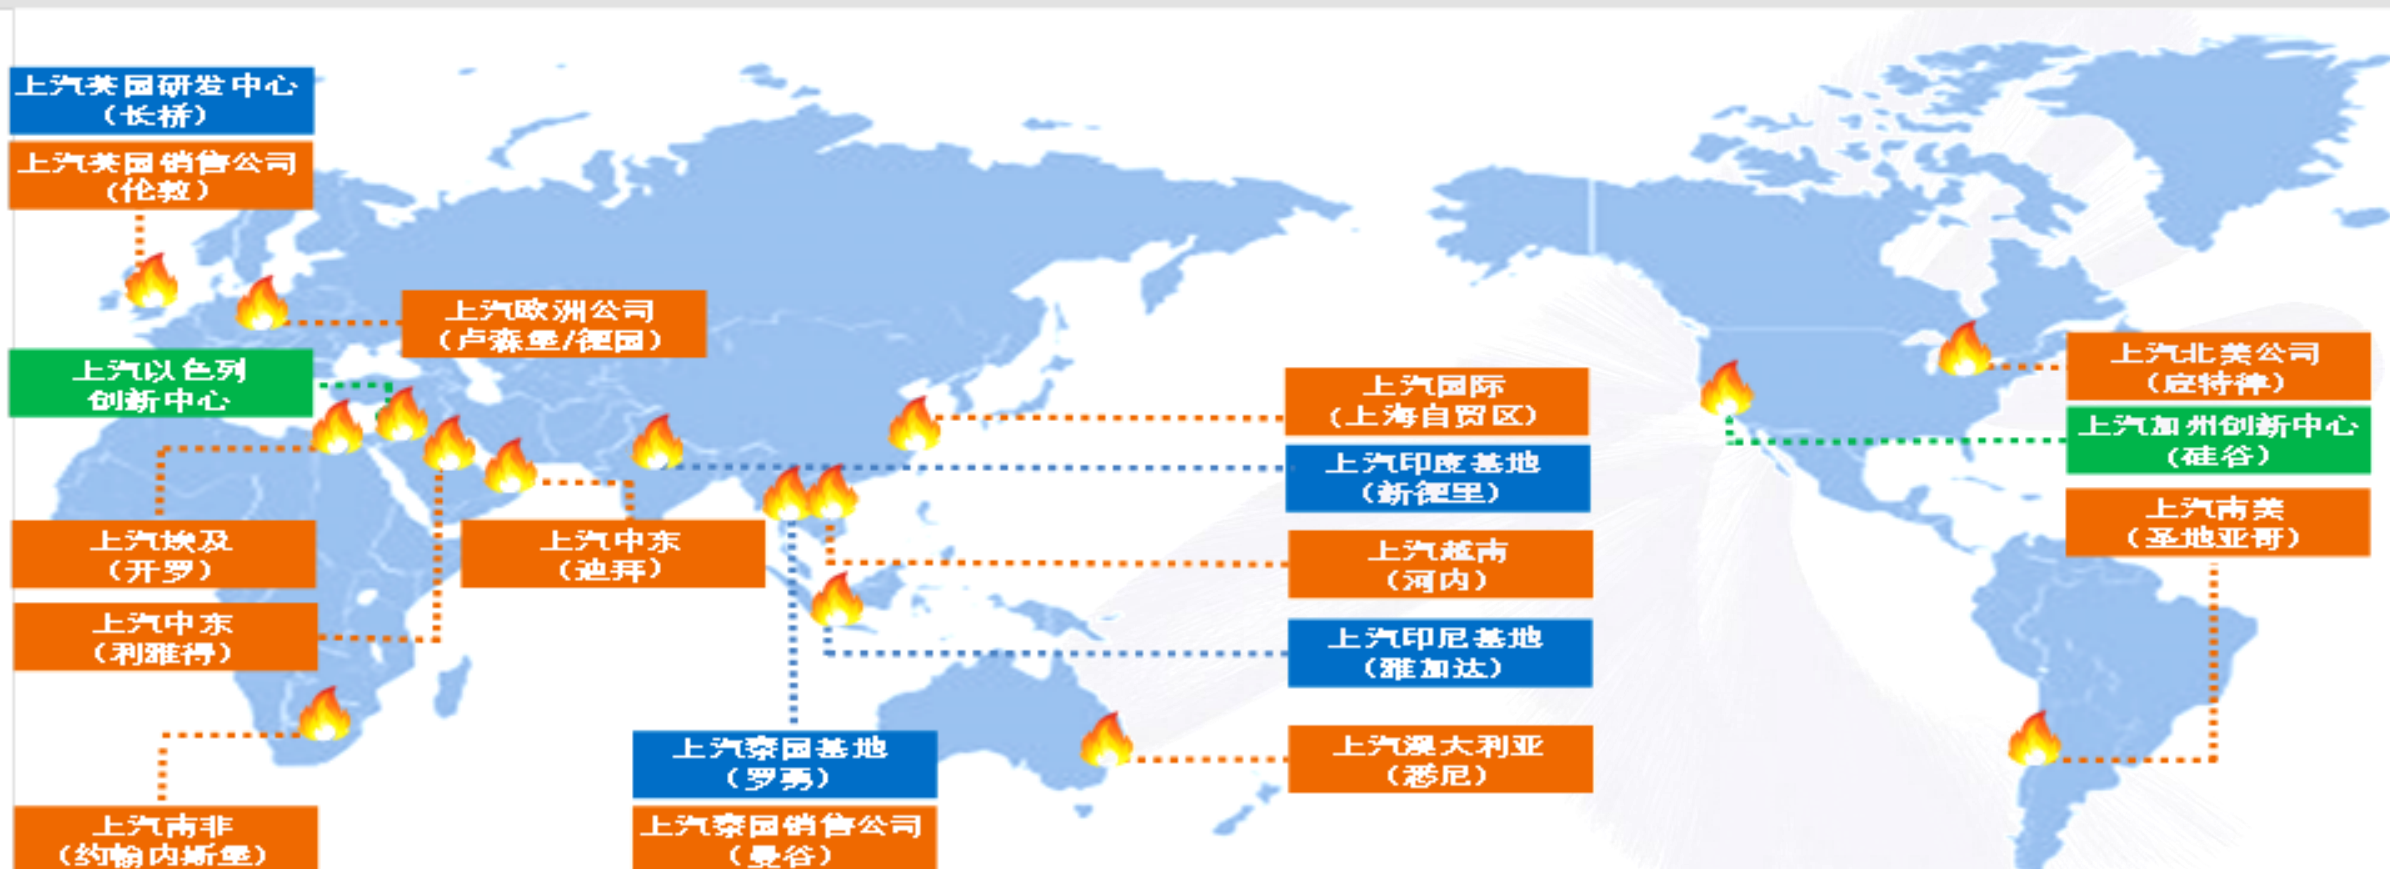 上汽英国研发中心
（长桥）
上汽英国销售公司
（伦敦）
上汽欧洲公司
（卢森堡/德国）
上汽以色列
创新中心
上汽国际
（上海自贸区）
上汽北美公司
（底特律）
上汽加州创新中心
（硅谷）
上汽印度基地
（新德里）
上汽南美
（圣地亚哥）
上汽埃及
（开罗）
上汽中东
（迪拜）
上汽越南
（河内）
上汽中东
（利雅得）
上汽印尼基地
（雅加达）
上汽泰国基地
（罗勇）
上汽澳大利亚
（悉尼）
上汽南非
（约翰内斯堡）
上汽泰国销售公司
（曼谷）